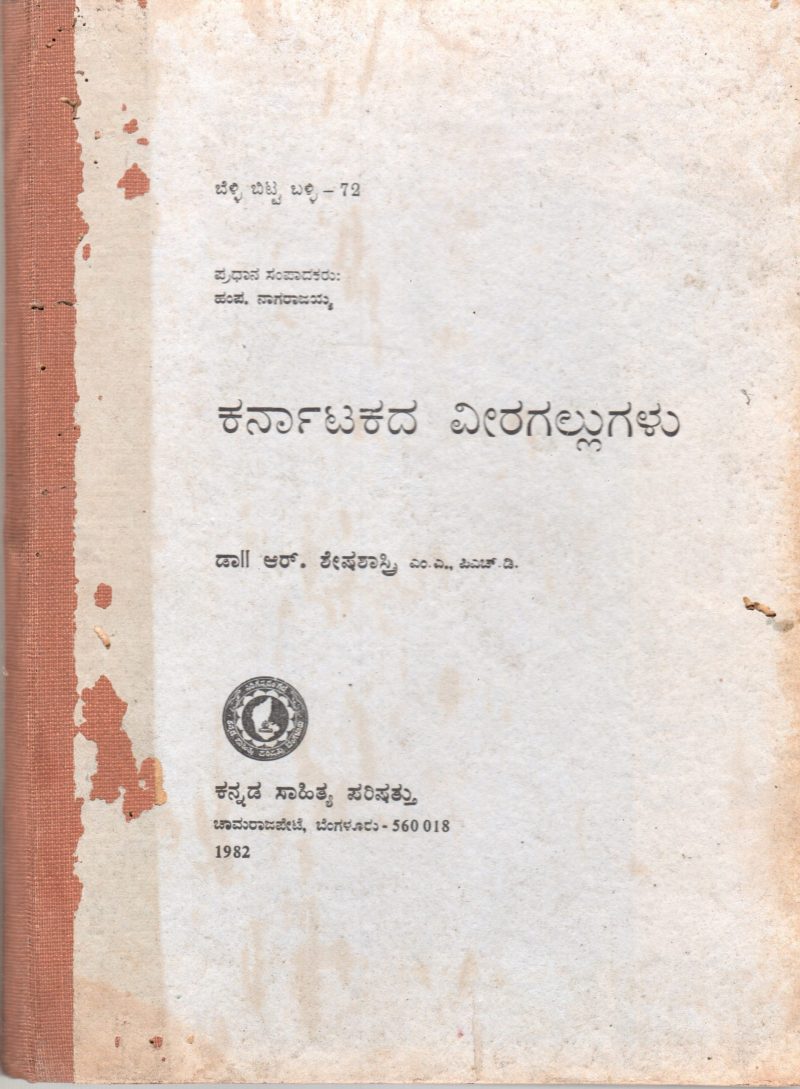 ಬೆಳ್ಳಿ ಬಿಟ್ಟ ಬಳ್ಳಿ – 72
ಪ್ರಧಾನ ಸಂಪಾದಕರು:
ಹಂಪ. ನಾಗರಾಜಯ್ಯ
ಕರ್ನಾಟಕದ ವೀರಗಲ್ಲುಗಳು
ಡಾ|| ಆರ್. ಶೇಷಶಾಸ್ತ್ರಿ ಎಂ.ಎ., ಪಿಎಚ್.ಡಿ.
ಕನ್ನಡ ಸಾಹಿತ್ಯ ಪರಿಷತ್ತು
ಚಾಮರಾಜಪೇಟೆ, ಬೆಂಗಳೂರು - 560 018
1982